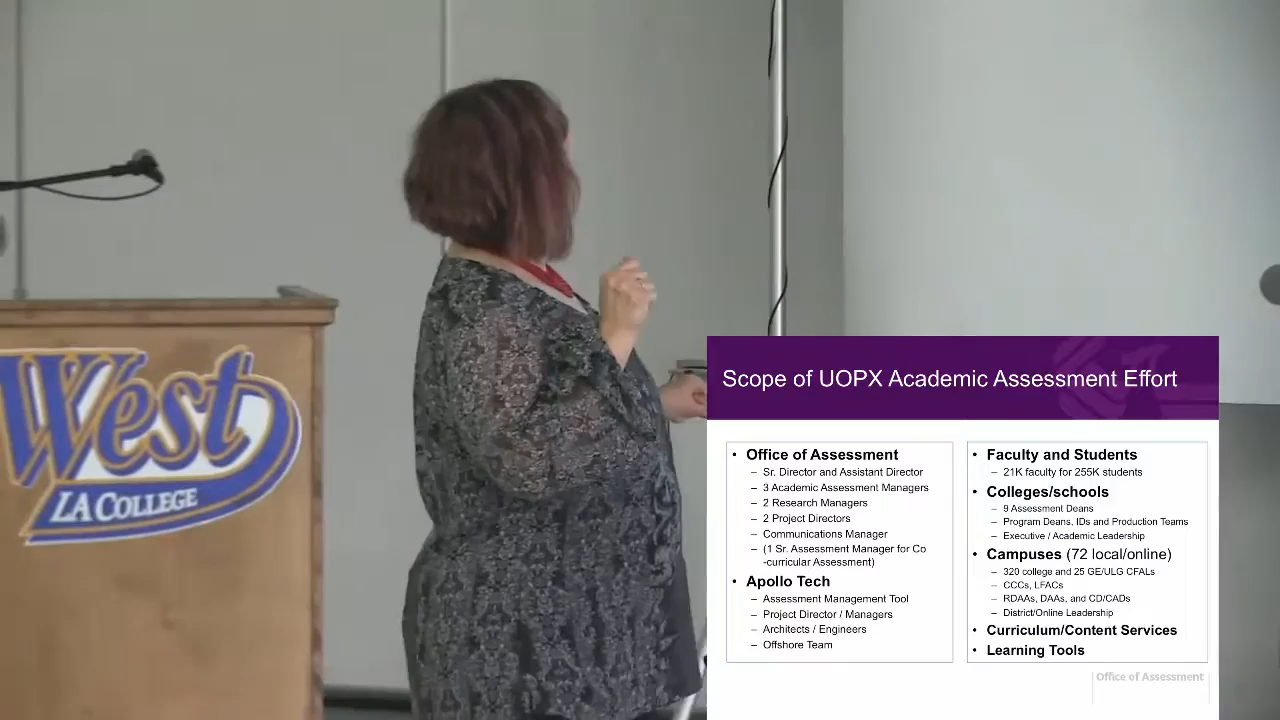 West
LA COLLEGE
Scope of UOPX Academic Assessment Effort
• Office of Assessment
– Sr. Director and Assistant Director
– 3 Academic Assessment Managers
– 2 Research Managers
– 2 Project Directors
– Communications Manager
– (1 Sr. Assessment Manager for Co
-curricular Assessment)
• Apollo Tech
– Assessment Management Tool
– Project Director / Managers
– Architects / Engineers
– Offshore Team
• Faculty and Students
– 21K faculty for 255K students
• Colleges/schools
– 9 Assessment Deans
– Program Deans, IDs and Production Teams
– Executive / Academic Leadership
• Campuses (72 local/online)
– 320 college and 25 GE/ULG CFALs
– CCCs, LFACs
– RDAAs, DAAs, and CD/CADs
– District/Online Leadership
• Curriculum/Content Services
• Learning Tools
Office of Assessment